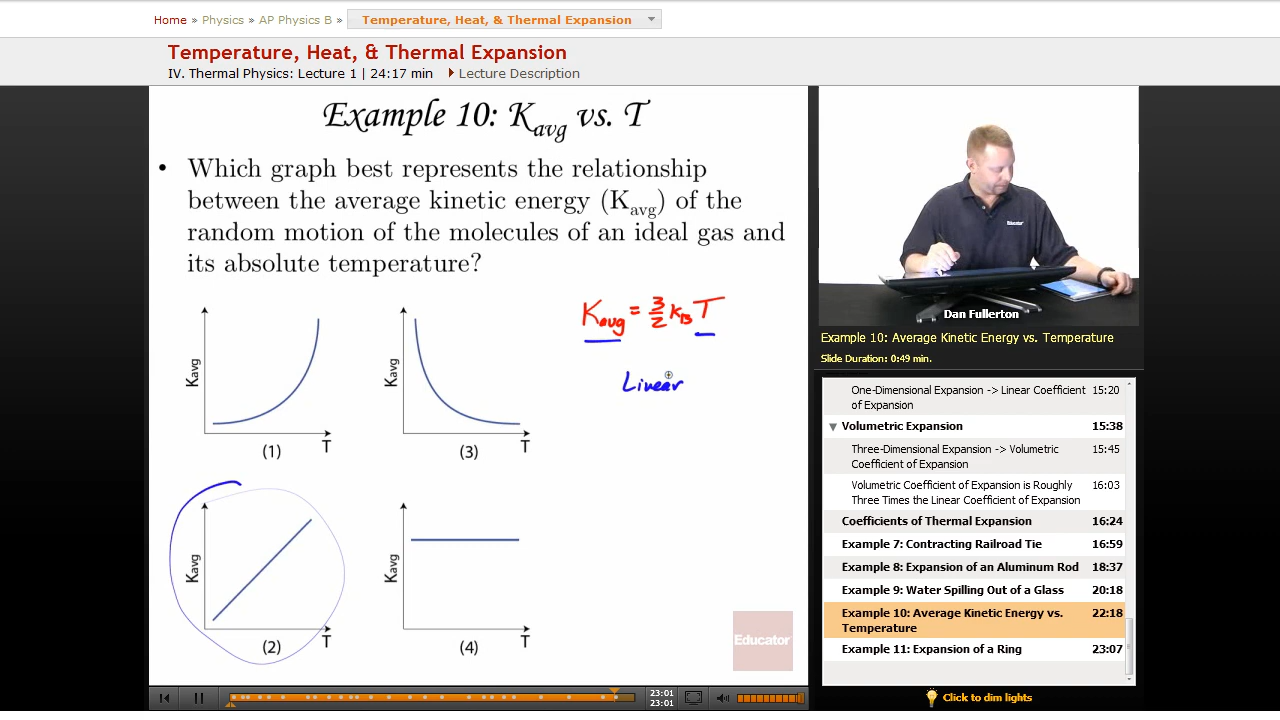 Home » Physics » AP Physics B » Temperature, Heat, & Thermal Expansion
Temperature, Heat, & Thermal Expansion
IV. Thermal Physics: Lecture 1 | 24:17 min Lecture Description
Example 10: Kavg vs. T
• Which graph best represents the relationship
between the average kinetic energy (Kavg) of the
random motion of the molecules of an ideal gas and
its absolute temperature?
Kavg = 3/2 kB T
Linear
Kavg
T
(1)
Kavg
T
(3)
Kavg
T
(2)
Kavg
T
(4)
Educator
Educator
Dan Fullerton
Example 10: Average Kinetic Energy vs. Temperature
Slide Duration: 0:49 min.
One-Dimensional Expansion -> Linear Coefficient 15:20
of Expansion
Volumetric Expansion 15:38
Three-Dimensional Expansion -> Volumetric 15:45
Coefficient of Expansion
Volumetric Coefficient of Expansion is Roughly 16:03
Three Times the Linear Coefficient of Expansion
Coefficients of Thermal Expansion 16:24
Example 7: Contracting Railroad Tie 16:59
Example 8: Expansion of an Aluminum Rod 18:37
Example 9: Water Spilling Out of a Glass 20:18
Example 10: Average Kinetic Energy vs. 22:18
Temperature
Example 11: Expansion of a Ring 23:07
23:01
23:01
Click to dim lights